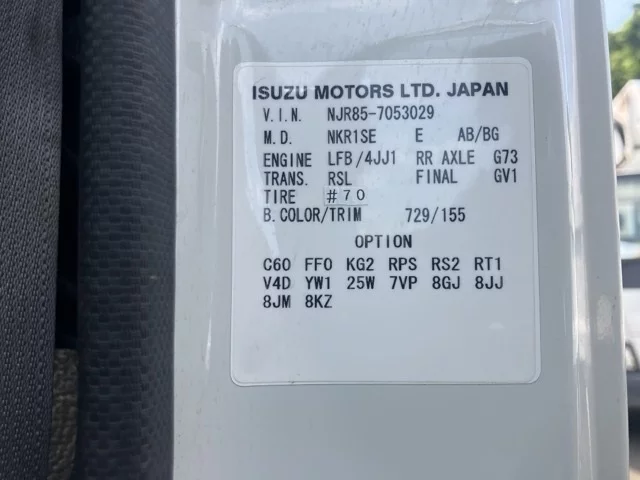 ISUZU MOTORS LTD. JAPAN
V.I.N. NJR85-7053029
M.D. NKR1SE E AB/BG
ENGINE LFB/4JJ1 RR AXLE G73
TRANS. RSL FINAL GV1
TIRE #70
B.COLOR/TRIM 729/155
OPTION
C60 FF0 KG2 RPS RS2 RT1
V4D YW1 25W 7VP 8GJ 8JJ
8JM 8KZ